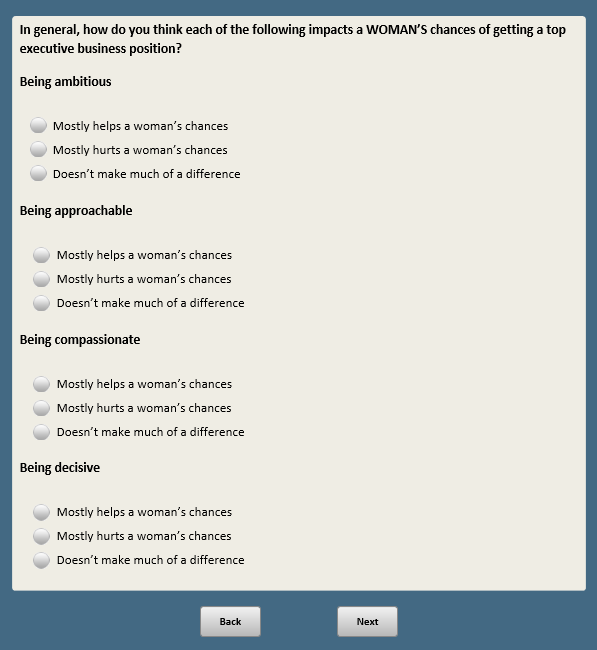 In general, how do you think each of the following impacts a WOMAN’S chances of getting a top
executive business position?
Being ambitious
Mostly helps a woman’s chances
Mostly hurts a woman’s chances
Doesn’t make much of a difference
Being approachable
Mostly helps a woman’s chances
Mostly hurts a woman’s chances
Doesn’t make much of a difference
Being compassionate
Mostly helps a woman’s chances
Mostly hurts a woman’s chances
Doesn’t make much of a difference
Being decisive
Mostly helps a woman’s chances
Mostly hurts a woman’s chances
Doesn’t make much of a difference
Back Next